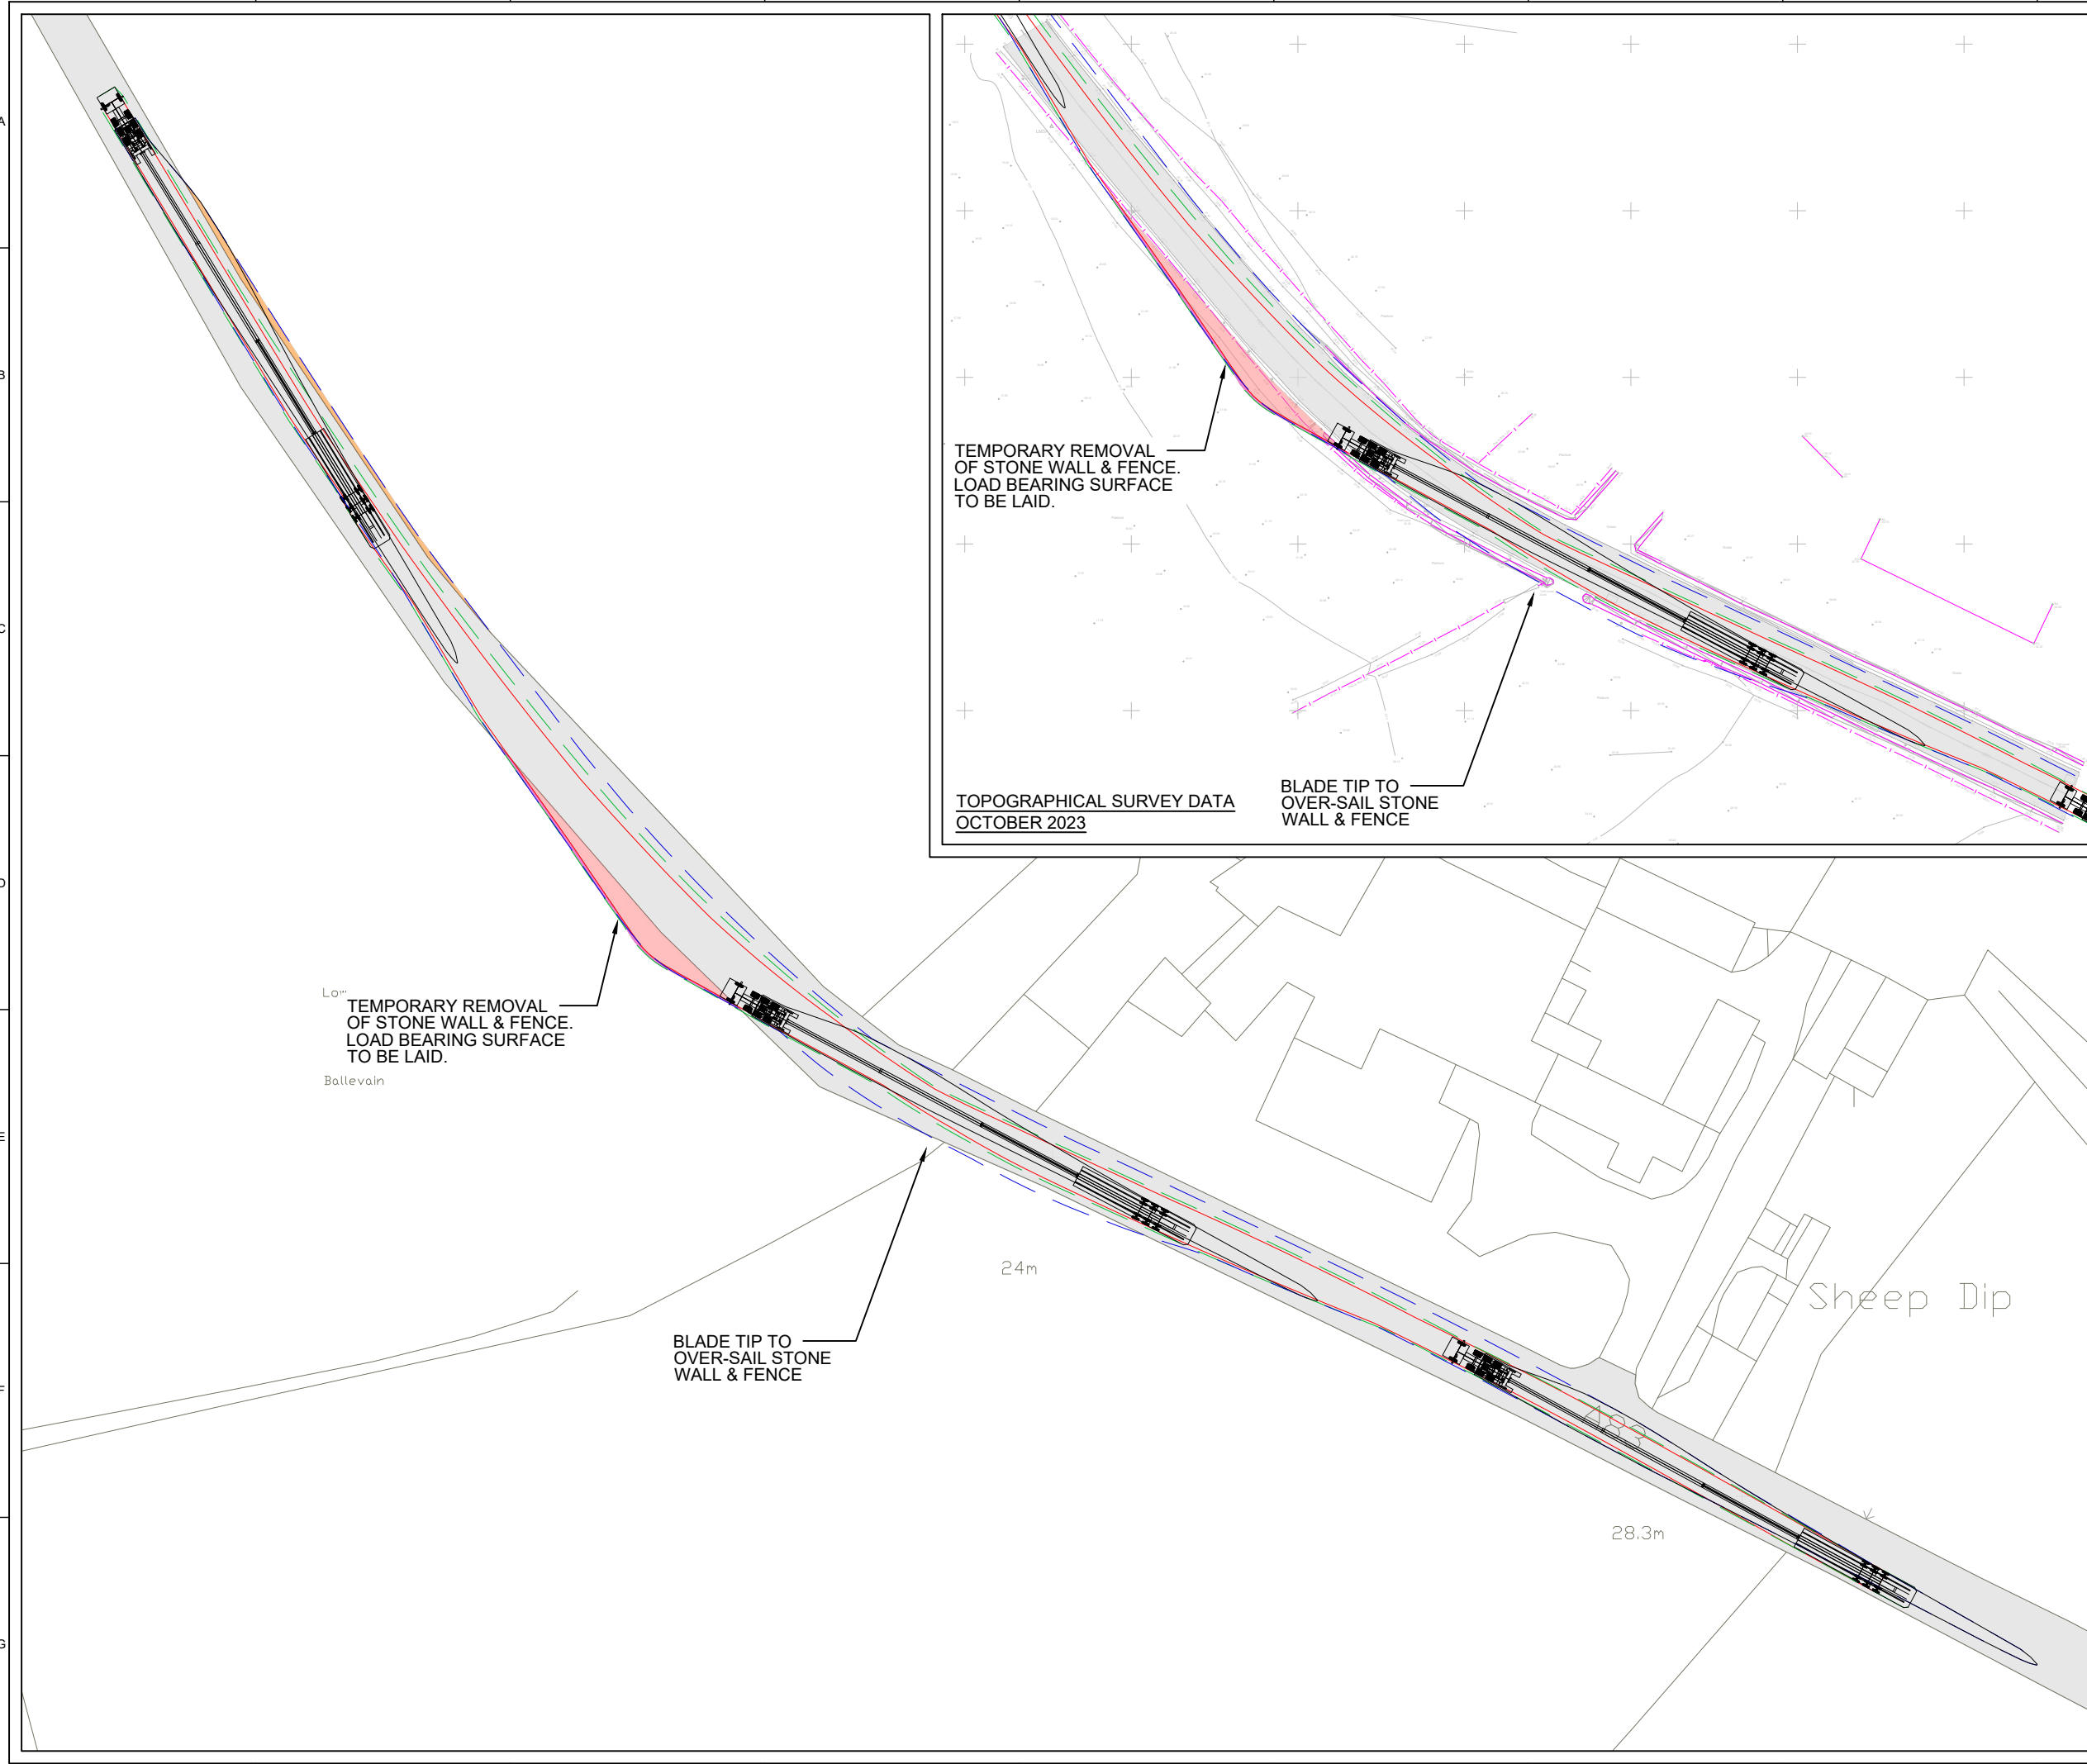 A
B
C
D
E
F
G
TEMPORARY REMOVAL
OF STONE WALL & FENCE.
LOAD BEARING SURFACE
TO BE LAID.
BLADE TIP TO
OVER-SAIL STONE
WALL & FENCE
TOPOGRAPHICAL SURVEY DATA
OCTOBER 2023
TEMPORARY REMOVAL
OF STONE WALL & FENCE.
LOAD BEARING SURFACE
TO BE LAID.
Ballevain
24m
BLADE TIP TO
OVER-SAIL STONE
WALL & FENCE
Sheep Dip
A83
28.3m